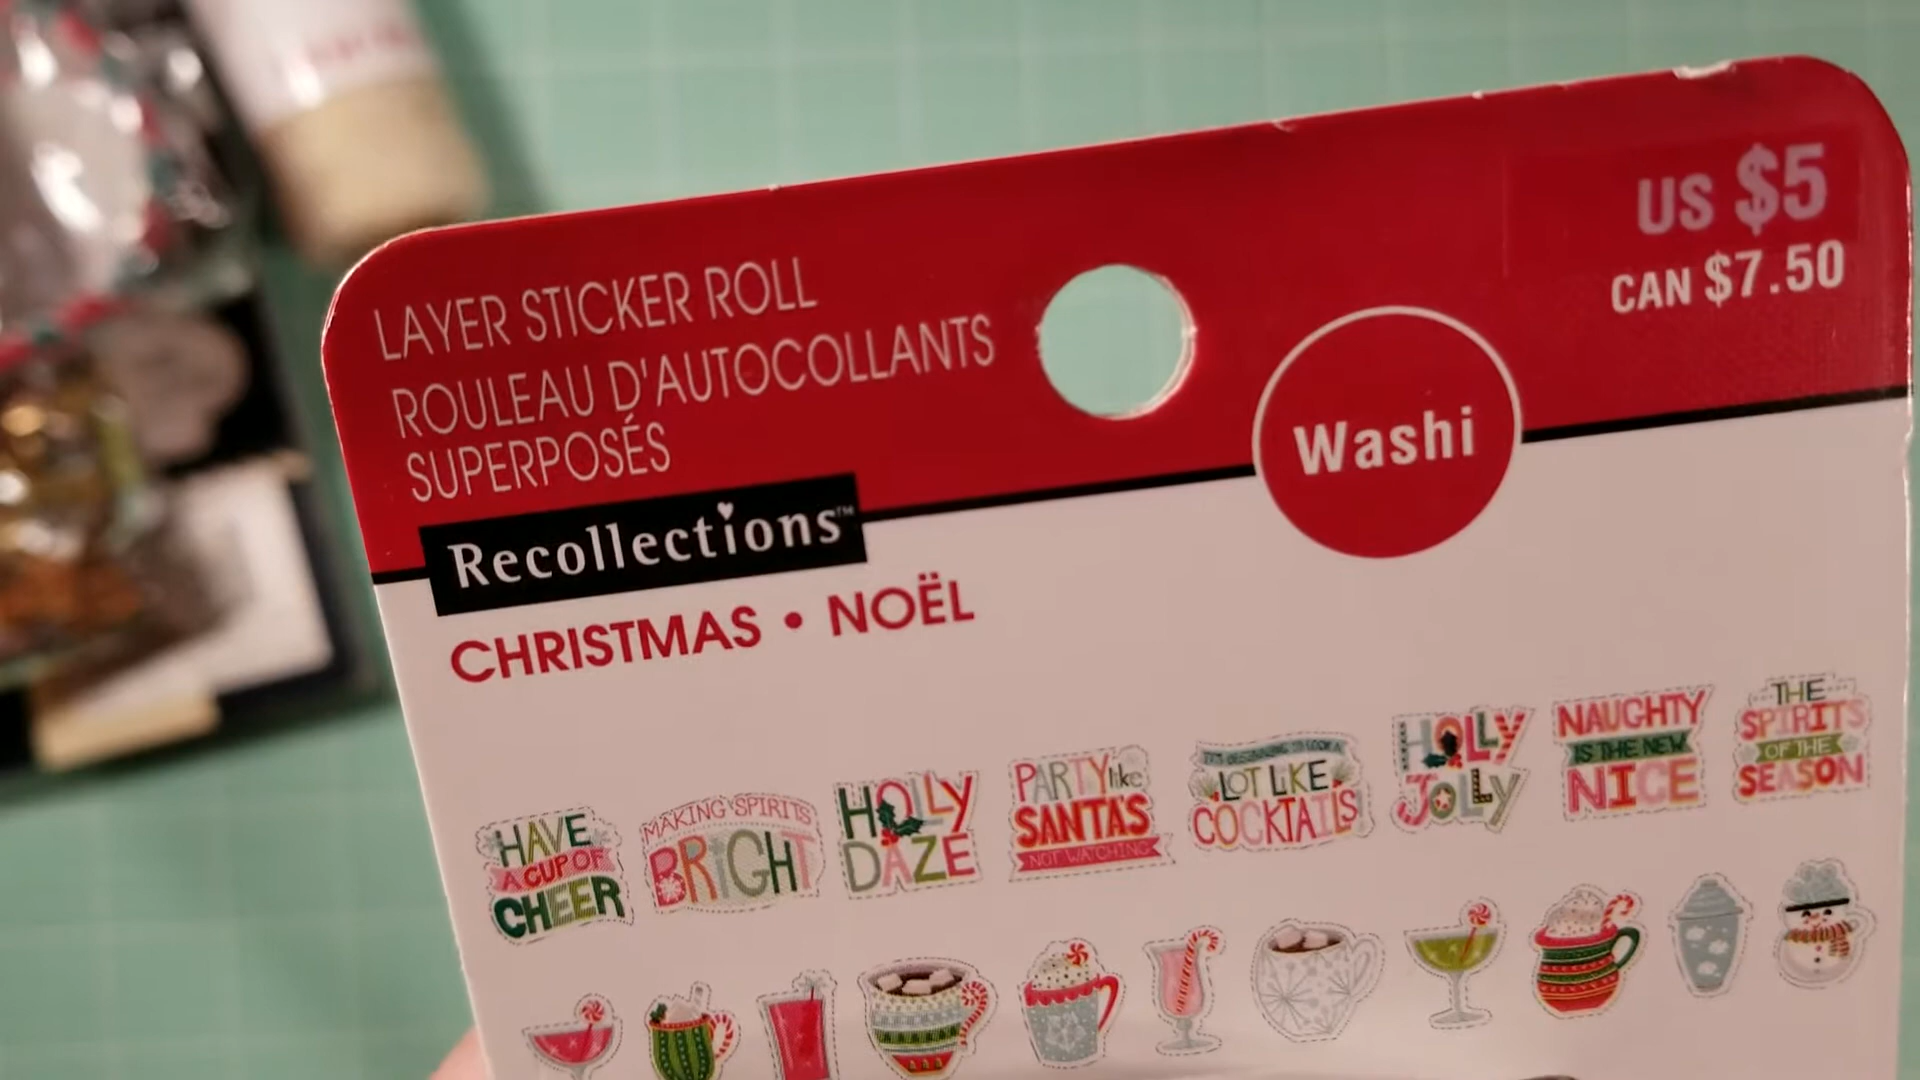 US $5
CAN $7.50
LAYER STICKER ROLL
ROULEAU D'AUTOCOLLANTS
SUPERPOSÉS
Washi
Recollections™
CHRISTMAS • NOËL
HAVE
A CUP OF
CHEER
MAKING SPIRITS
BRIGHT
HOLLY
DAZE
PARTY like
SANTA'S
NOT WATCHING
IT'S BEGINNING TO LOOK A
LOT LIKE
COCKTAILS
HOLLY
JOLLY
NAUGHTY
IS THE NEW
NICE
THE
SPIRITS
OF THE
SEASON